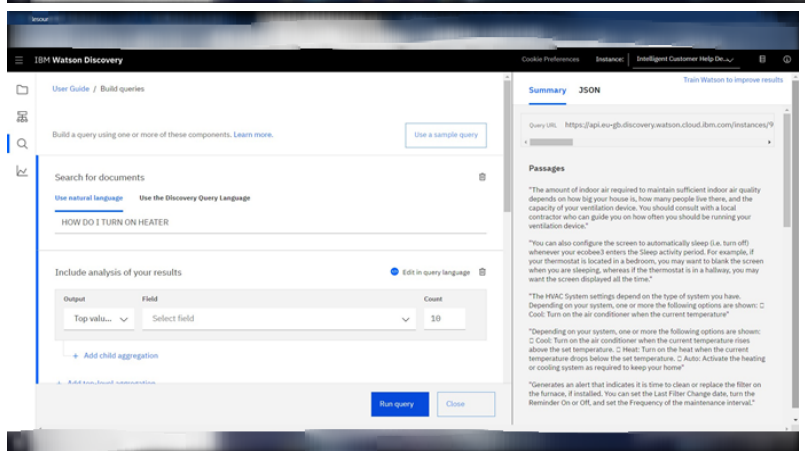 IBM Watson Discovery
Cookie Preferences
Instance:
Intelligent Customer Help De...
User Guide / Build queries
Build a query using one or more of these components. Learn more.
Use a sample query
Search for documents
Use natural language
Use the Discovery Query Language
HOW DO I TURN ON HEATER
Include analysis of your results
Edit in query language
Output
Field
Count
Top valu...
Select field
10
+ Add child aggregation
+ Add top-level aggregation
Run query
Close
Train Watson to improve results
Summary
JSON
Query URL
https://api.eu-gb.discovery.watson.cloud.ibm.com/instances/9
Passages
"The amount of indoor air required to maintain sufficient indoor air quality
depends on how big your house is, how many people live there, and the
capacity of your ventilation device. You should consult with a local
contractor who can guide you on how often you should be running your
ventilation device."
"You can also configure the screen to automatically sleep (i.e. turn off)
whenever your ecobee3 enters the Sleep activity period. For example, if
your thermostat is located in a bedroom, you may want to blank the screen
when you are sleeping, whereas if the thermostat is in a hallway, you may
want the screen displayed all the time."
"The HVAC System settings depend on the type of system you have.
Depending on your system, one or more the following options are shown: □
Cool: Turn on the air conditioner when the current temperature"
"Depending on your system, one or more the following options are shown:
□ Cool: Turn on the air conditioner when the current temperature rises
above the set temperature. □ Heat: Turn on the heat when the current
temperature drops below the set temperature. □ Auto: Activate the heating
or cooling system as required to keep your home"
"Generates an alert that indicates it is time to clean or replace the filter on
the furnace, if installed. You can set the Last Filter Change date, turn the
Reminder On or Off, and set the Frequency of the maintenance interval."